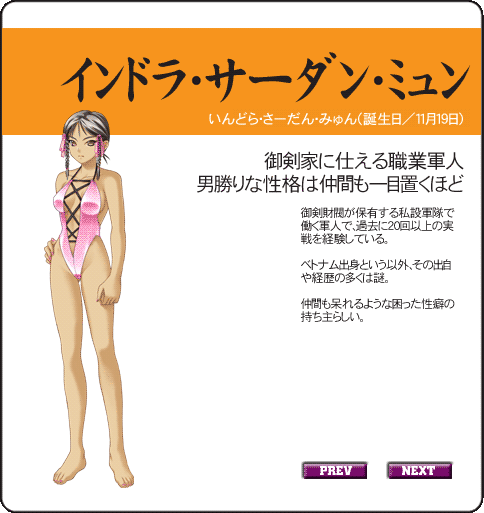 インドラ・サーダン・ミュン
いんどら・さーだん・みゅん(誕生日／11月19日)
御剣家に仕える職業軍人
男勝りな性格は仲間も一目置くほど
御剣財閥が保有する私設軍隊で
働く軍人で、過去に20回以上の実
戦を経験している。
ベトナム出身という以外、その出自
や経歴の多くは謎。
仲間も呆れるような困った性癖の
持ち主らしい。
PREV
NEXT